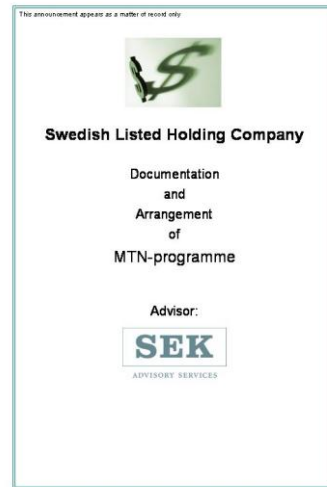 This announcement appears as a matter of record only
Swedish Listed Holding Company
Documentation
and
Arrangement
of
MTN-programme
Advisor:
SEK
ADVISORY SERVICES